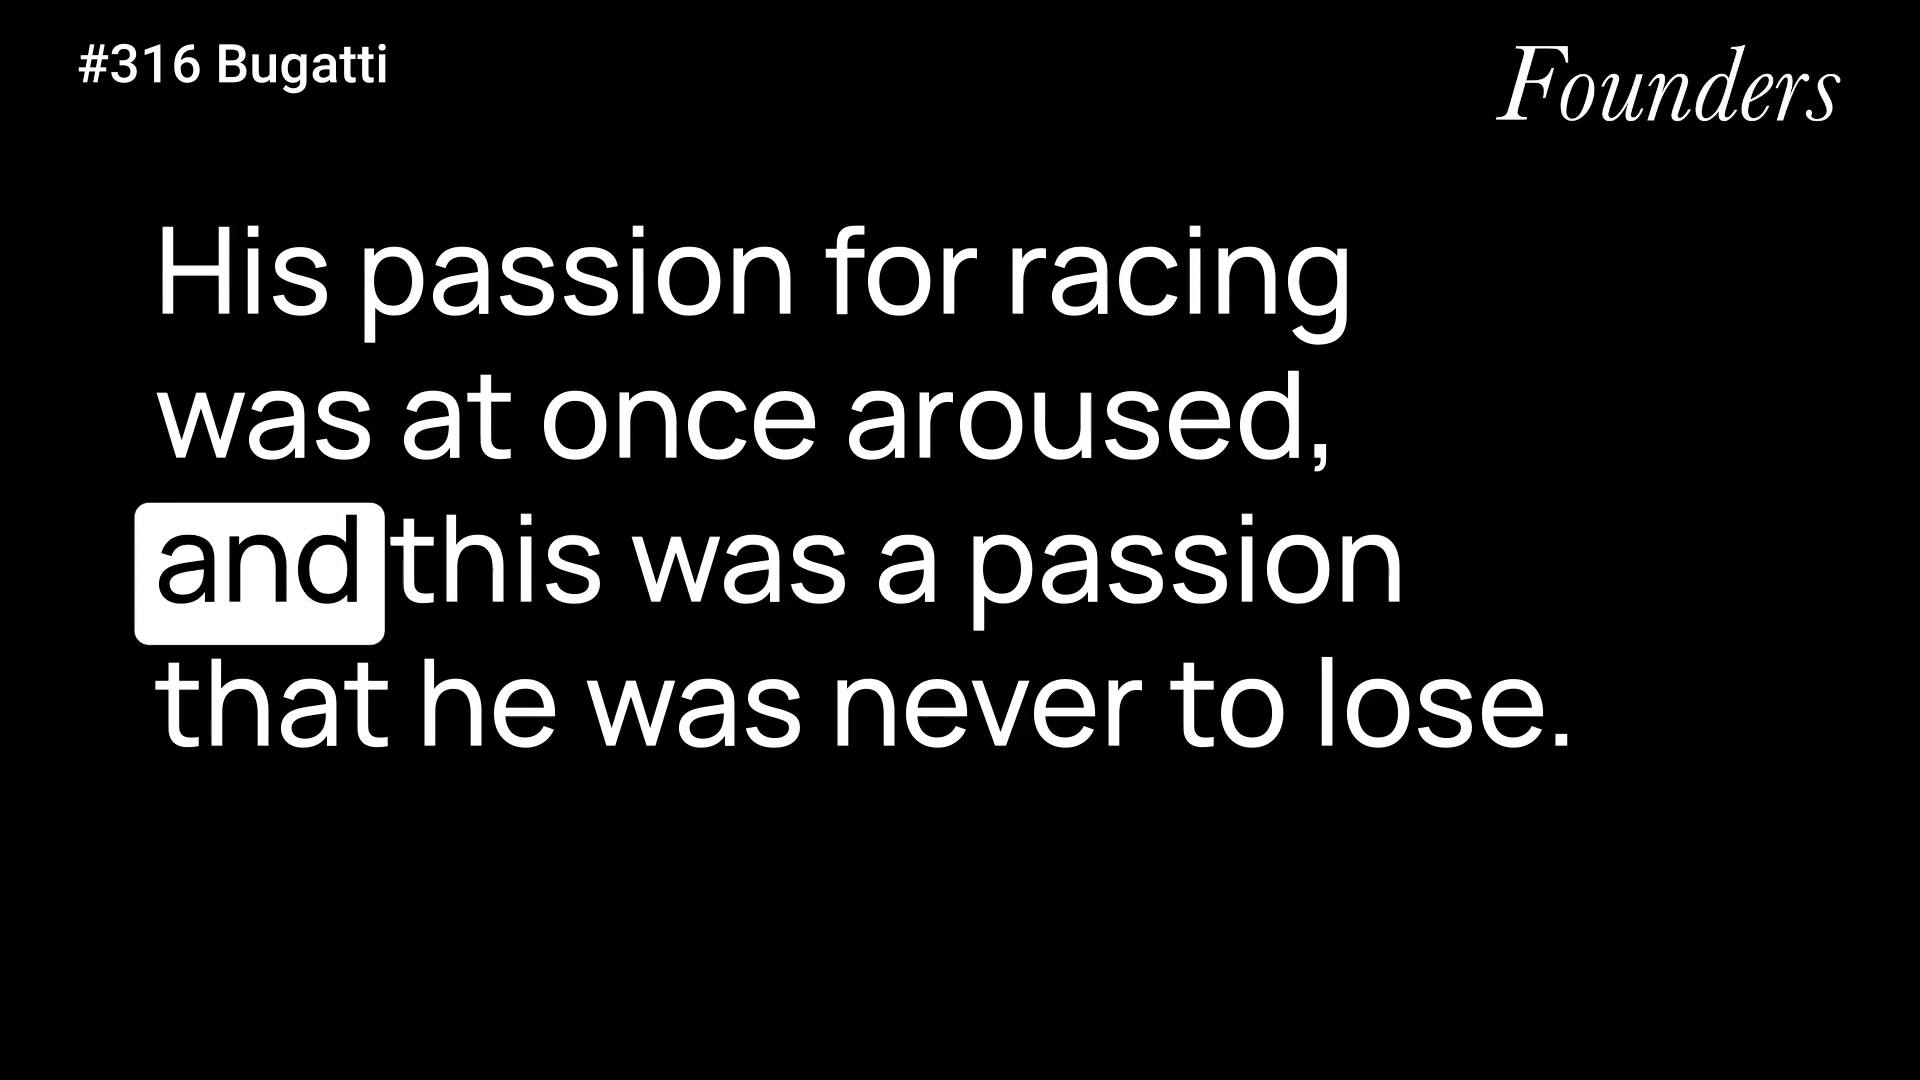 #316 Bugatti
Founders
His passion for racing
was at once aroused,
and this was a passion
that he was never to lose.